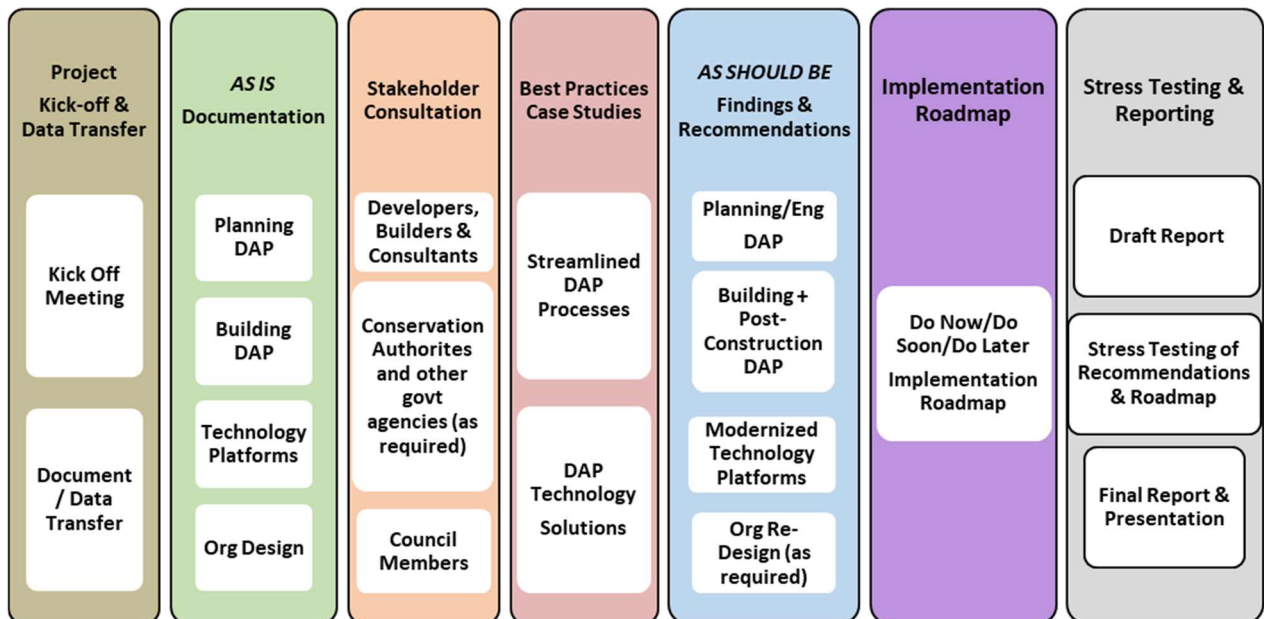 Project
Kick-off &
Data Transfer
Kick Off
Meeting
Document
/ Data
Transfer
AS IS
Documentation
Planning
DAP
Building
DAP
Technology
Platforms
Org Design
Stakeholder
Consultation
Developers,
Builders &
Consultants
Conservation
Authorites
and other
govt
agencies (as
required)
Council
Members
Best Practices
Case Studies
Streamlined
DAP
Processes
DAP
Technology
Solutions
AS SHOULD BE
Findings &
Recommendations
Planning/Eng
DAP
Building +
Post-
Construction
DAP
Modernized
Technology
Platforms
Org Re-
Design (as
required)
Implementation
Roadmap
Do Now/Do
Soon/Do Later
Implementation
Roadmap
Stress Testing &
Reporting
Draft Report
Stress Testing of
Recommendations
& Roadmap
Final Report &
Presentation